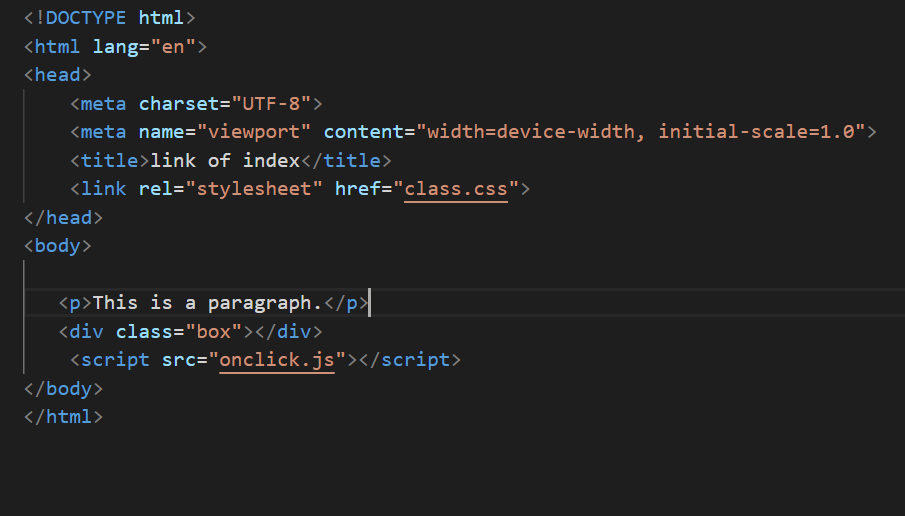 <!DOCTYPE html>
<html lang="en">
<head>
    <meta charset="UTF-8">
    <meta name="viewport" content="width=device-width, initial-scale=1.0">
    <title>link of index</title>
    <link rel="stylesheet" href="class.css">
</head>
<body>

   <p>This is a paragraph.</p>
   <div class="box"></div>
    <script src="onclick.js"></script>
</body>
</html>